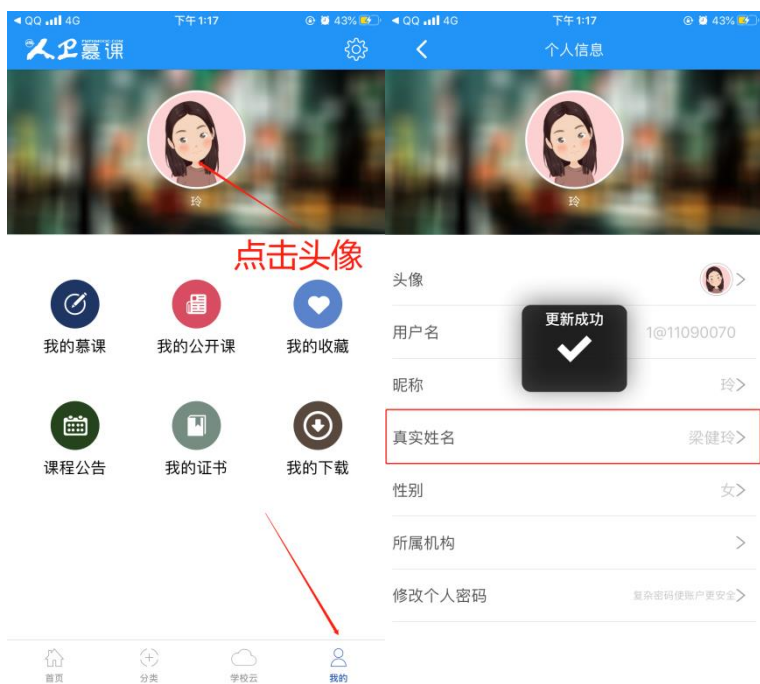 QQ 4G 下午1:17 43%
人卫慕课
玲
点击头像
我的慕课 我的公开课 我的收藏
课程公告 我的证书 我的下载
首页 分类 学校云 我的
QQ 4G 下午1:17 43%
个人信息
玲
头像
更新成功
用户名 1@11090070
昵称 玲
真实姓名 梁健玲
性别 女
所属机构
修改个人密码 复杂密码使账户更安全